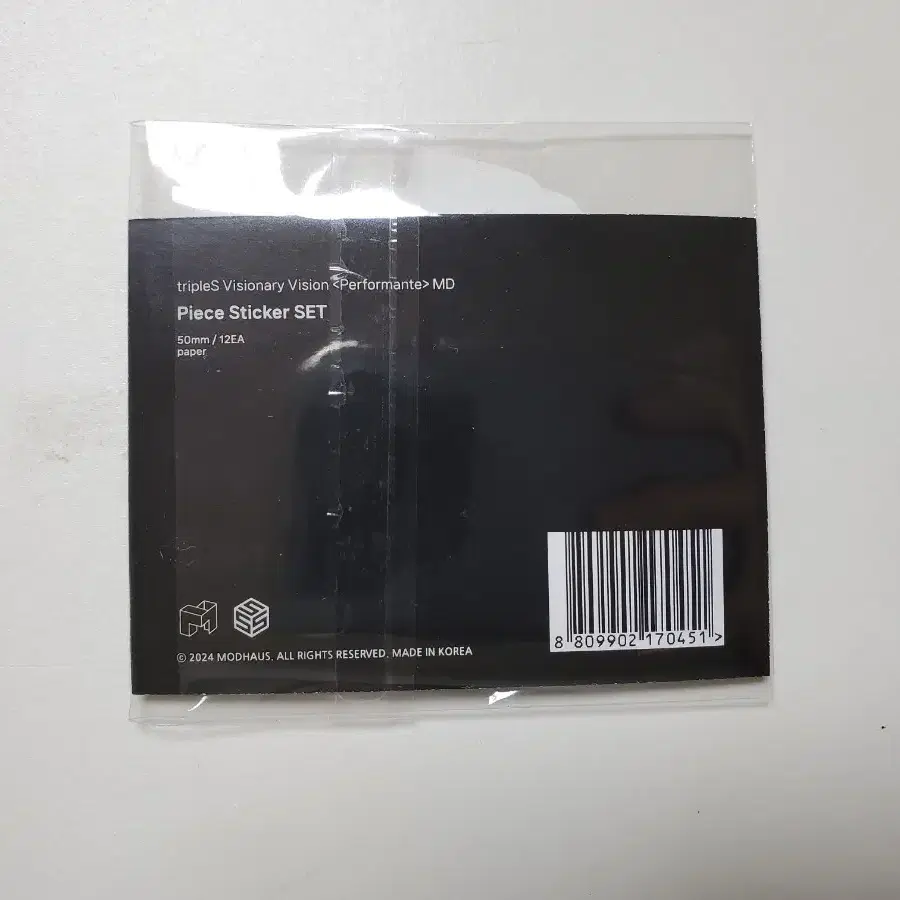 tripleS Visionary Vision <Performante> MD
Piece Sticker SET
50mm / 12EA
paper
8 809902 170451 >
© 2024 MODHAUS. ALL RIGHTS RESERVED. MADE IN KOREA